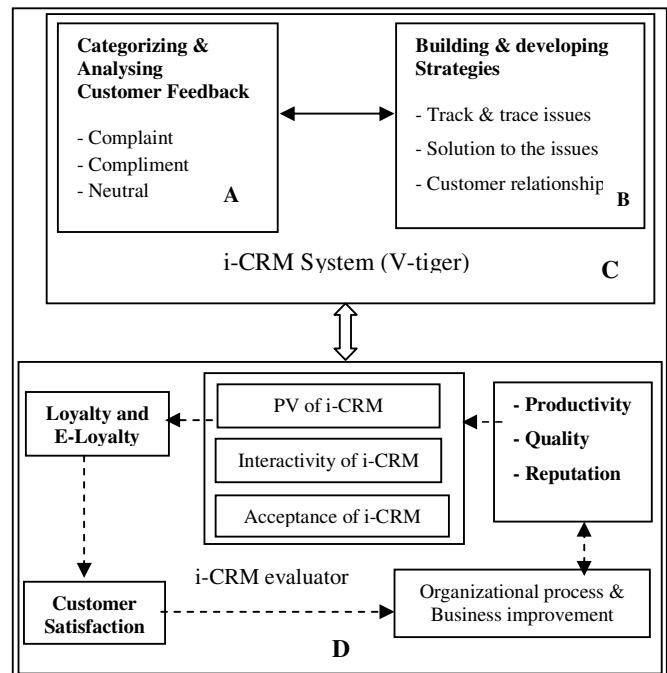 Categorizing &
Analysing
Customer Feedback
- Complaint
- Compliment
- Neutral
A
Building & developing
Strategies
- Track & trace issues
- Solution to the issues
- Customer relationship
B
i-CRM System (V-tiger)
C
Loyalty and
E-Loyalty
PV of i-CRM
Interactivity of i-CRM
Acceptance of i-CRM
- Productivity
- Quality
- Reputation
i-CRM evaluator
Customer
Satisfaction
Organizational process &
Business improvement
D